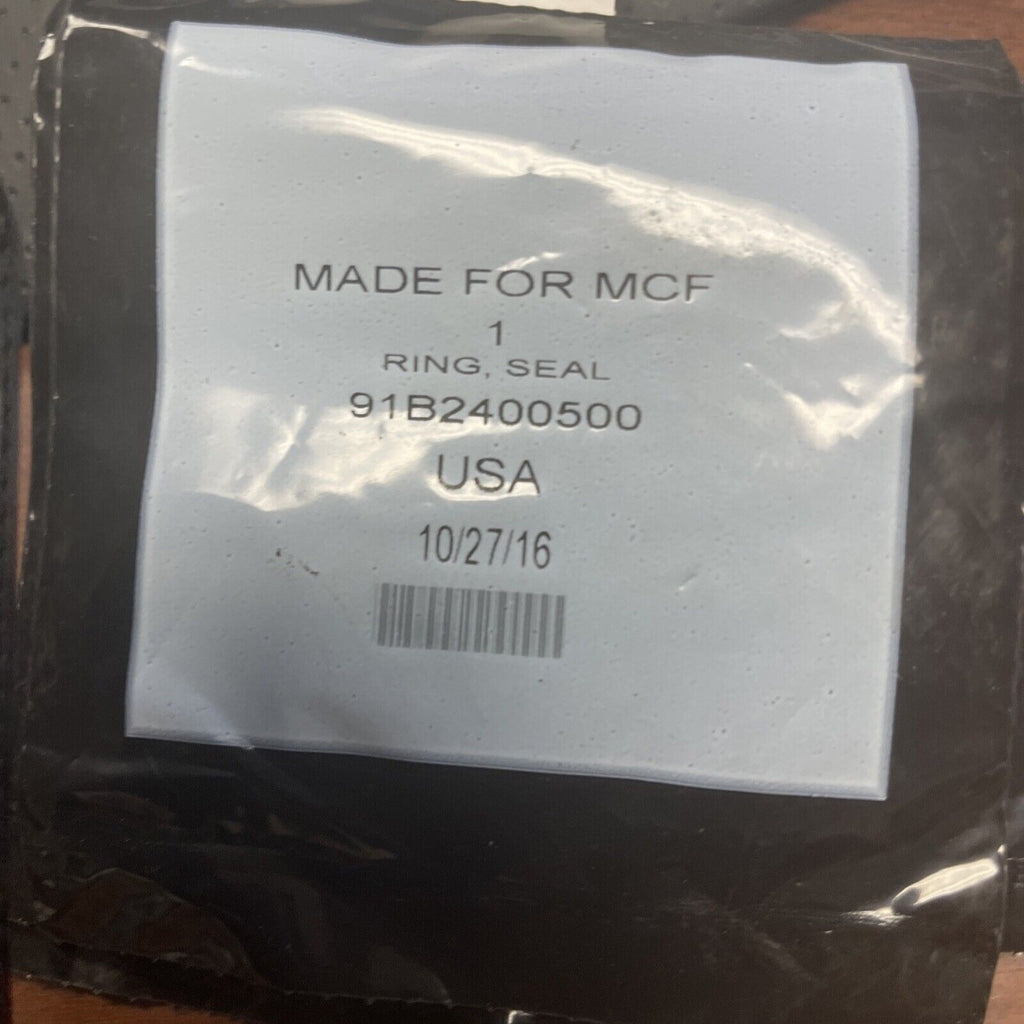 MADE FOR MCF
1
RING, SEAL
91B2400500
USA
10/27/16